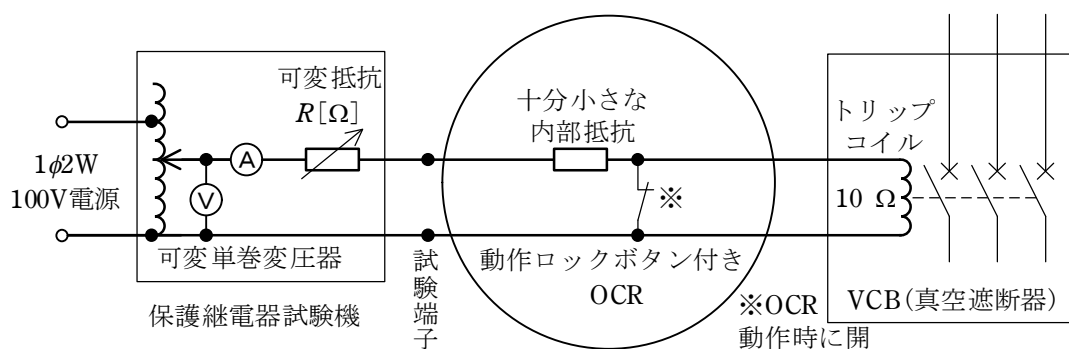 1ϕ2W
100V電源
可変抵抗
R[Ω]
A
V
可変単巻変圧器
保護継電器試験機
試験端子
十分小さな
内部抵抗
※
動作ロックボタン付き
OCR
※OCR
動作時に開
トリップ
コイル
10 Ω
VCB(真空遮断器)